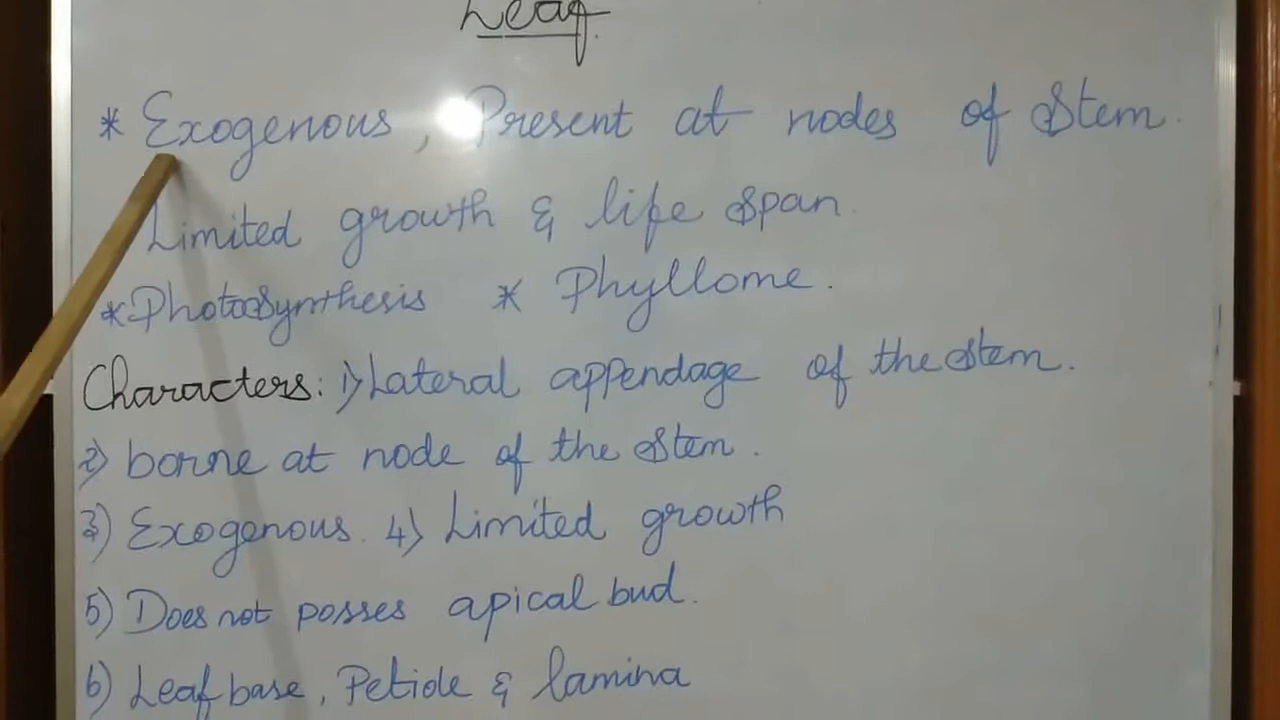 Leaf.
* Exogenous, Present at nodes of stem.
Limited growth & life span.
* Photosynthesis * Phyllome.
Characters: 1) Lateral appendage of the stem.
2) borne at node of the stem.
3) Exogenous. 4) Limited growth
5) Does not posses apical bud.
6) Leaf base, Petiole & lamina